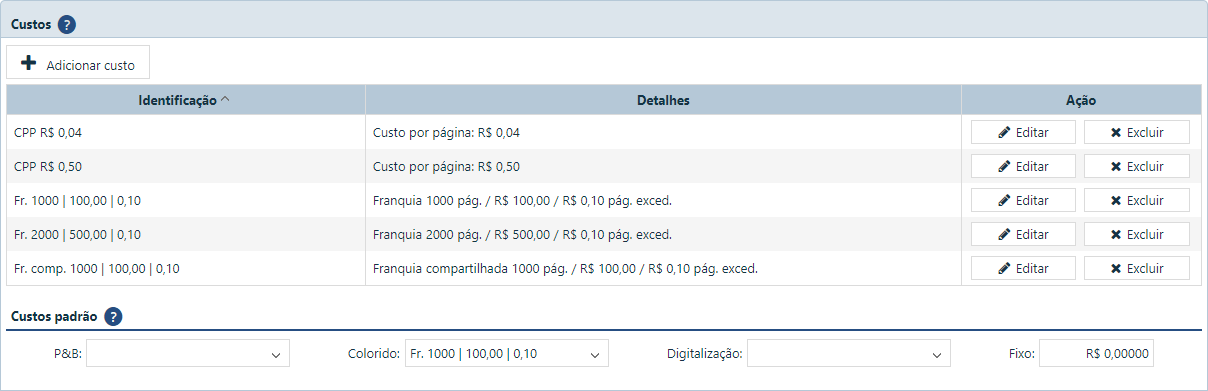 Custos ?
Adicionar custo
Identificação Detalhes Ação
CPP R$ 0,04 Custo por página: R$ 0,04 Editar Excluir
CPP R$ 0,50 Custo por página: R$ 0,50 Editar Excluir
Fr. 1000 | 100,00 | 0,10 Franquia 1000 pág. / R$ 100,00 / R$ 0,10 pág. exced. Editar Excluir
Fr. 2000 | 500,00 | 0,10 Franquia 2000 pág. / R$ 500,00 / R$ 0,10 pág. exced. Editar Excluir
Fr. comp. 1000 | 100,00 | 0,10 Franquia compartilhada 1000 pág. / R$ 100,00 / R$ 0,10 pág. exced. Editar Excluir
Custos padrão ?
P&B: Colorido: Fr. 1000 | 100,00 | 0,10 Digitalização: Fixo: R$ 0,00000